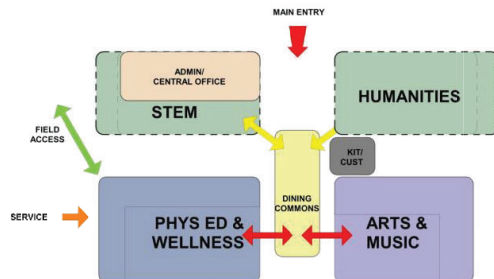 MAIN ENTRY
ADMIN/
CENTRAL OFFICE
STEM
HUMANITIES
FIELD
ACCESS
KIT/
CUST
DINING
COMMONS
SERVICE
PHYS ED &
WELLNESS
ARTS &
MUSIC